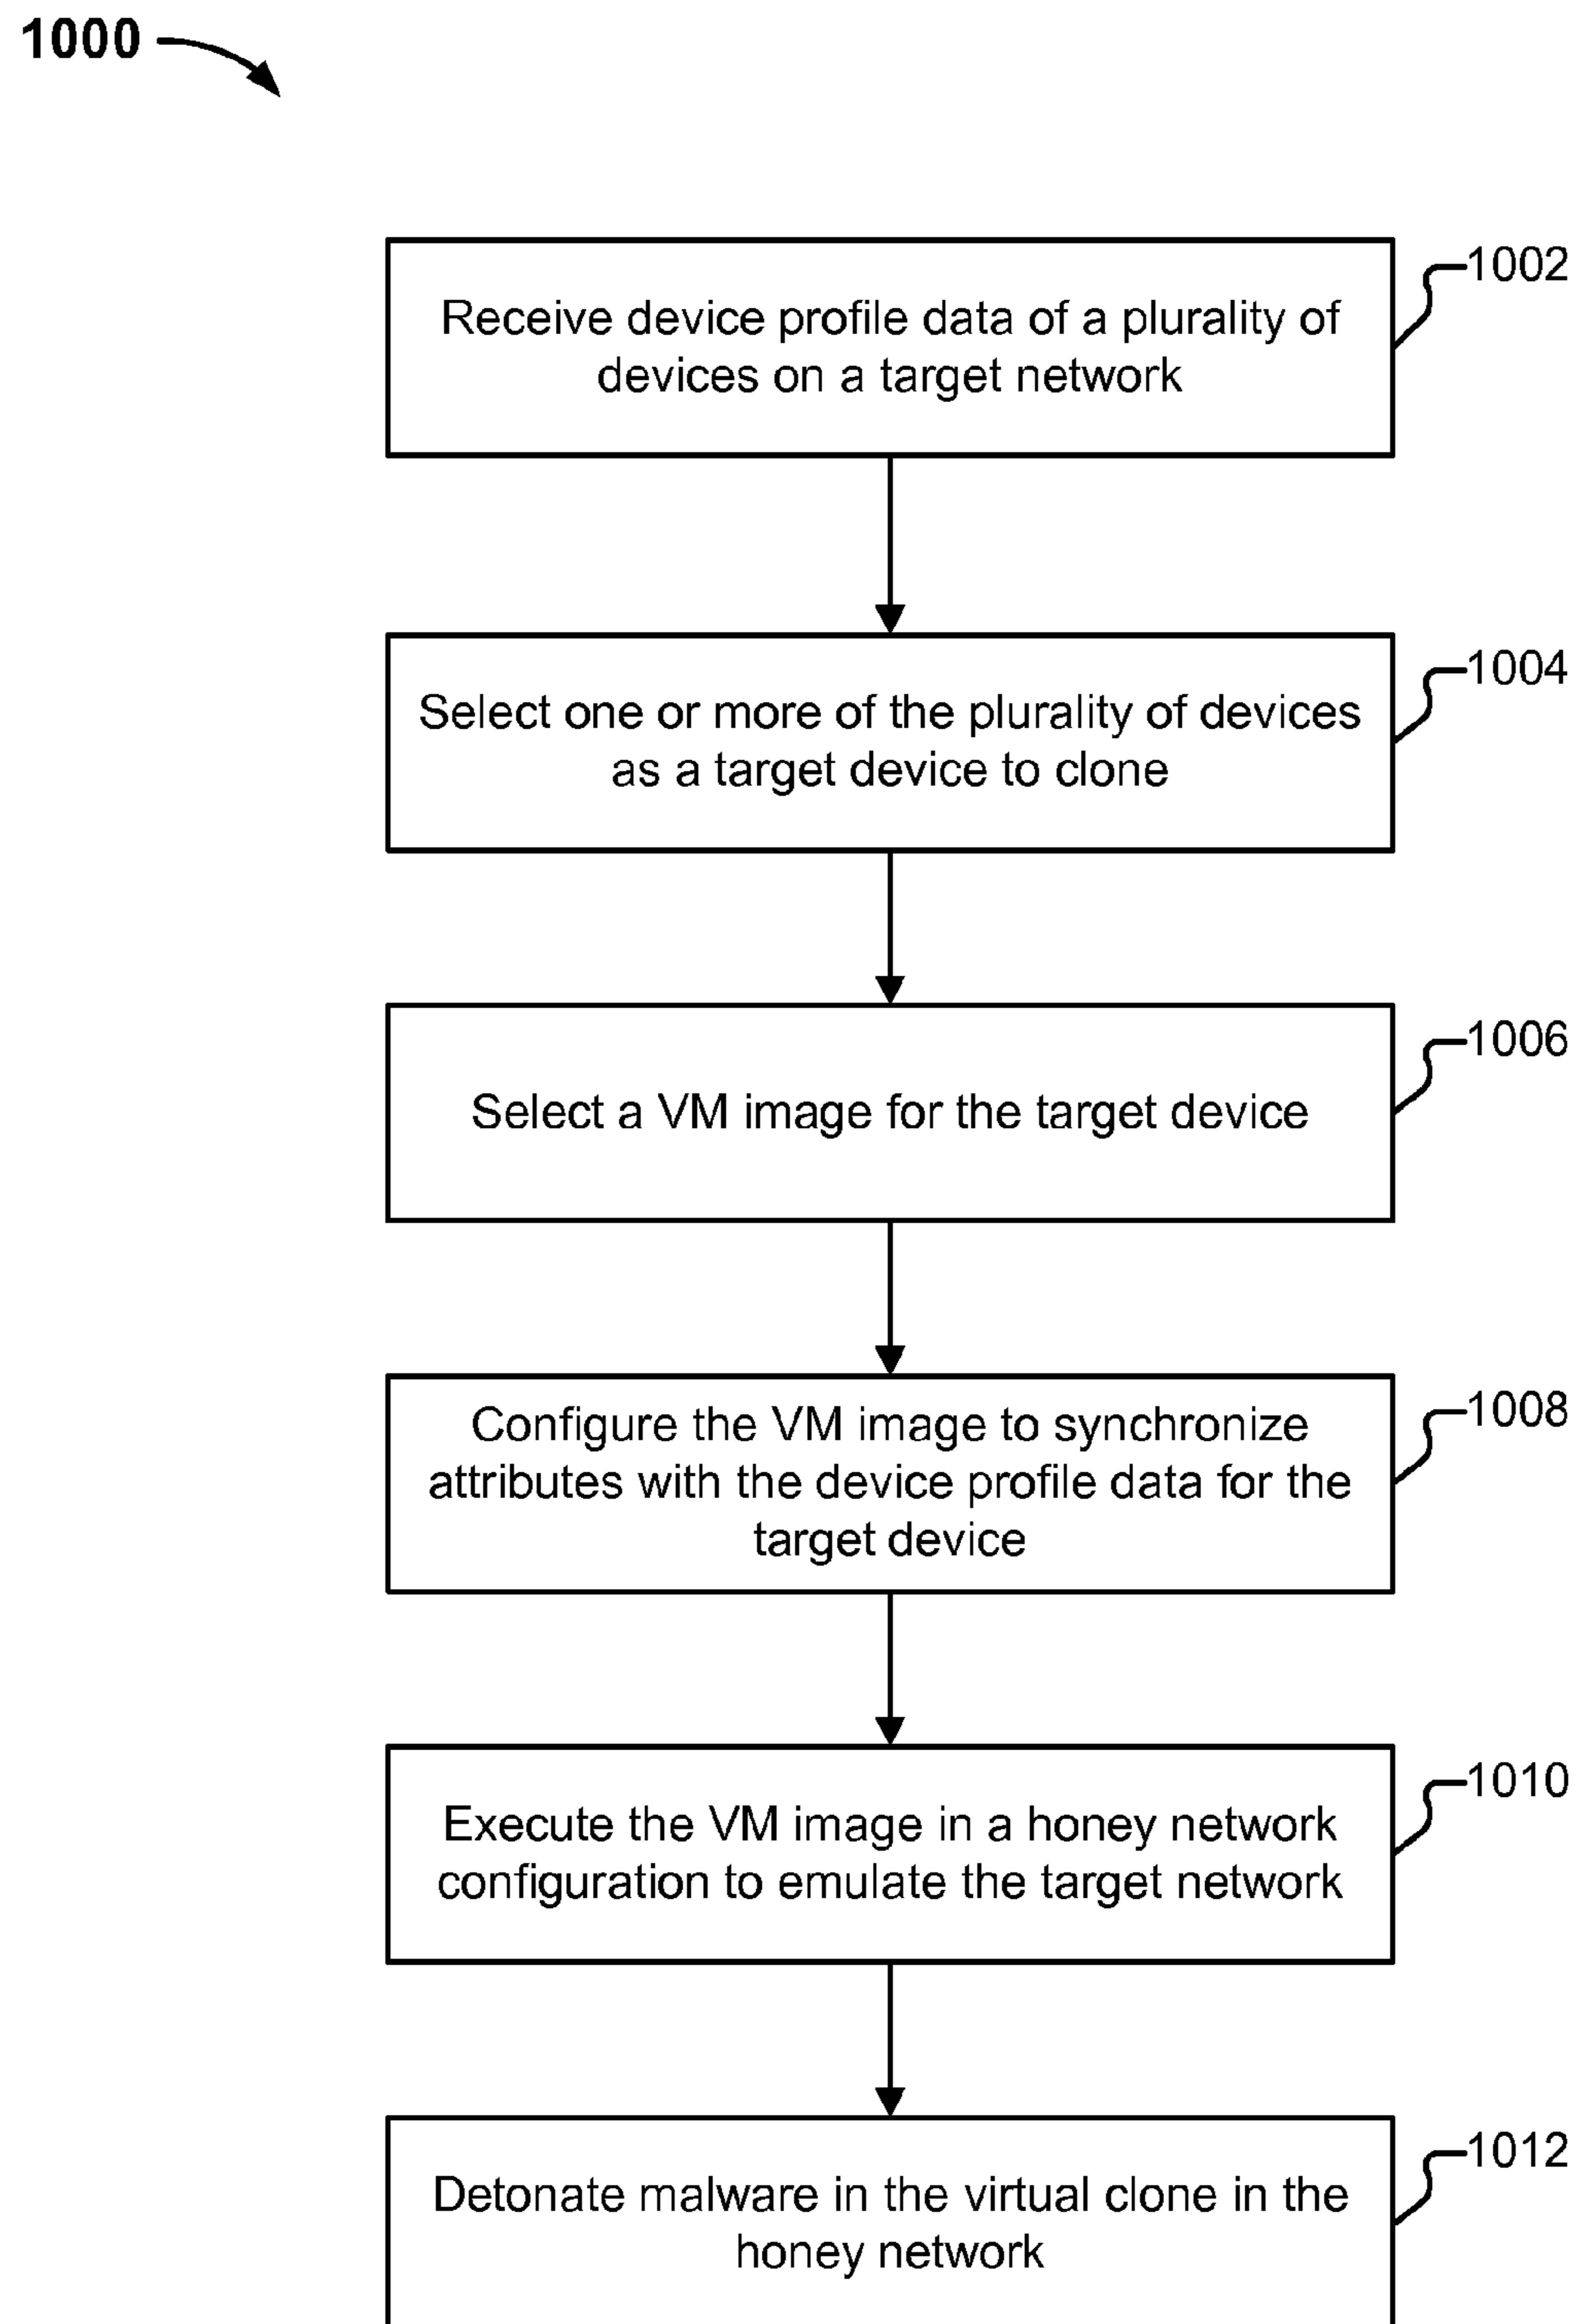 1000
Receive device profile data of a plurality of
devices on a target network
1002
Select one or more of the plurality of devices
as a target device to clone
1004
Select a VM image for the target device
1006
Configure the VM image to synchronize
attributes with the device profile data for the
target device
1008
Execute the VM image in a honey network
configuration to emulate the target network
1010
Detonate malware in the virtual clone in the
honey network
1012